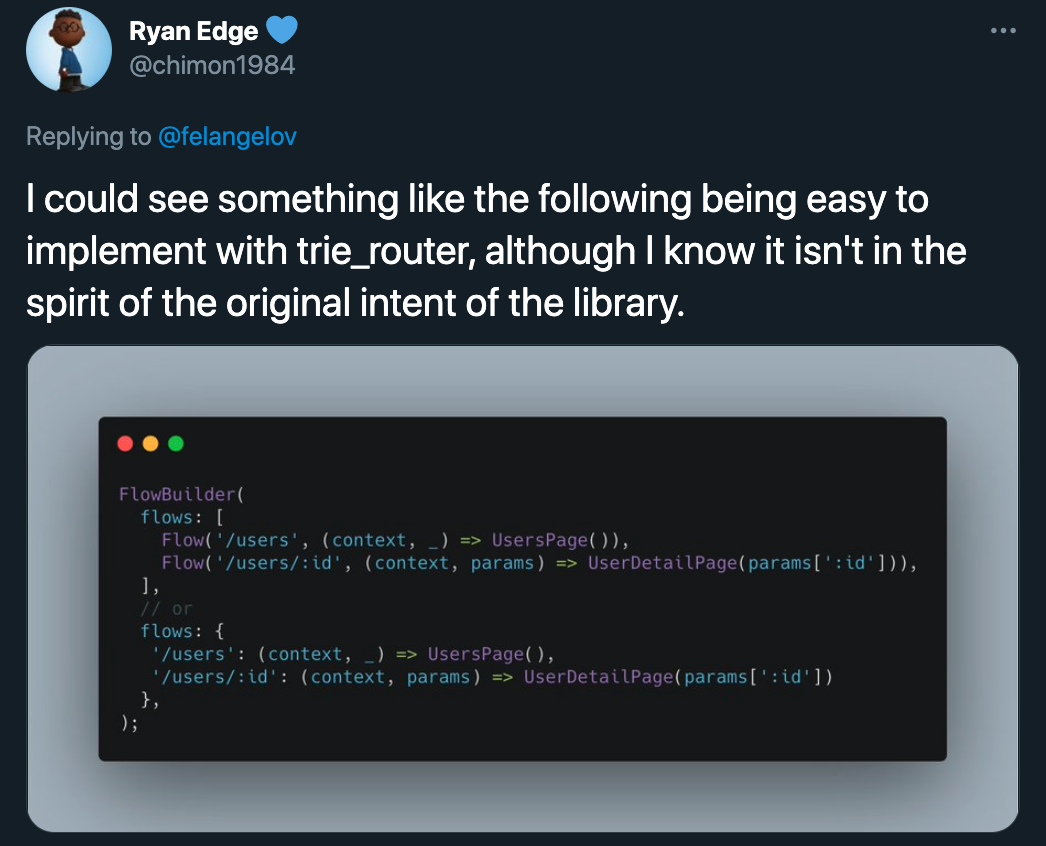 Ryan Edge 💙
@chimon1984
Replying to @felangelov
I could see something like the following being easy to
implement with trie_router, although I know it isn't in the
spirit of the original intent of the library.
FlowBuilder(
  flows: [
    Flow('/users', (context, _) => UsersPage()),
    Flow('/users/:id', (context, params) => UserDetailPage(params[':id'])),
  ],
  // or
  flows: {
   '/users': (context, _) => UsersPage(),
   '/users/:id': (context, params) => UserDetailPage(params[':id'])
  },
);